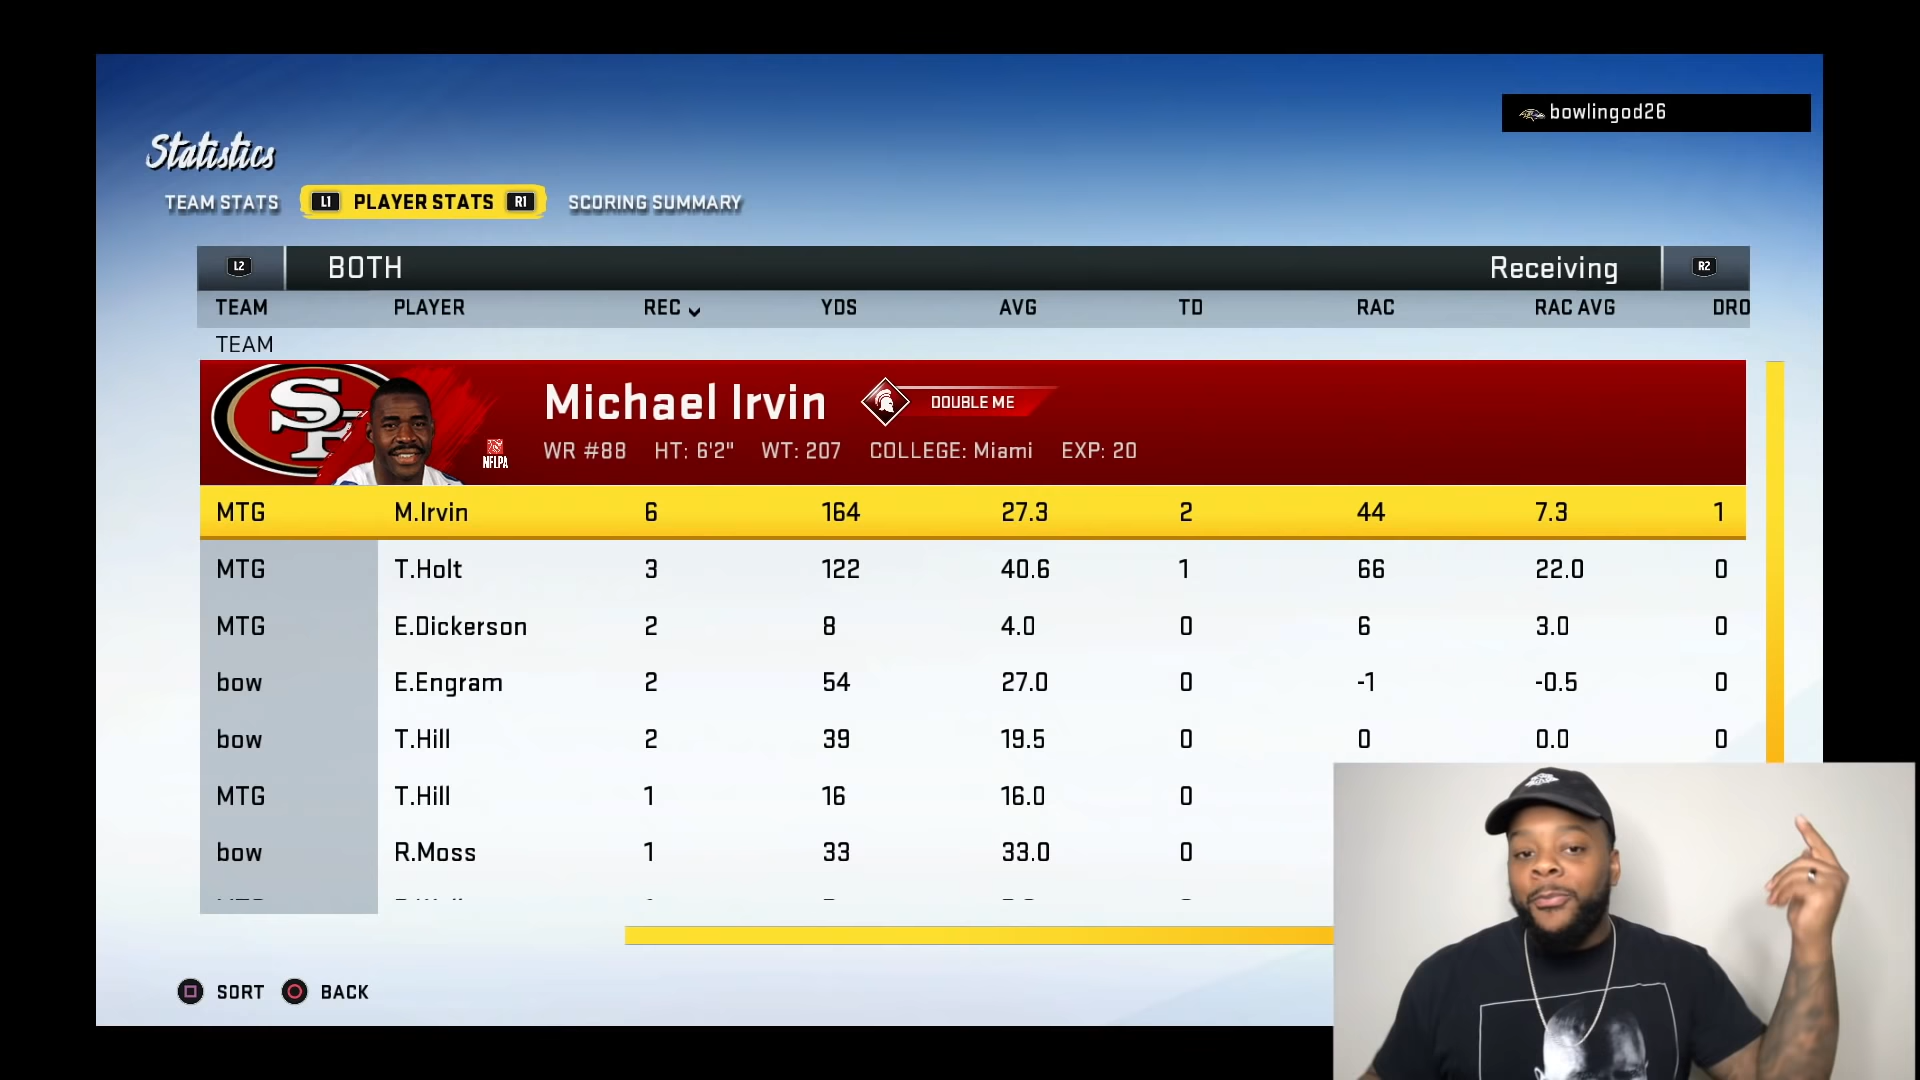 bowlingod26
Statistics
TEAM STATS L1 PLAYER STATS R1 SCORING SUMMARY
L2 BOTH Receiving R2
TEAM PLAYER REC YDS AVG TD RAC RAC AVG DRO
TEAM
SF Michael Irvin DOUBLE ME
NFLPA WR #88 HT: 6'2" WT: 207 COLLEGE: Miami EXP: 20
MTG M.Irvin 6 164 27.3 2 44 7.3 1
MTG T.Holt 3 122 40.6 1 66 22.0 0
MTG E.Dickerson 2 8 4.0 0 6 3.0 0
bow E.Engram 2 54 27.0 0 -1 -0.5 0
bow T.Hill 2 39 19.5 0 0 0.0 0
MTG T.Hill 1 16 16.0 0
bow R.Moss 1 33 33.0 0
SORT BACK